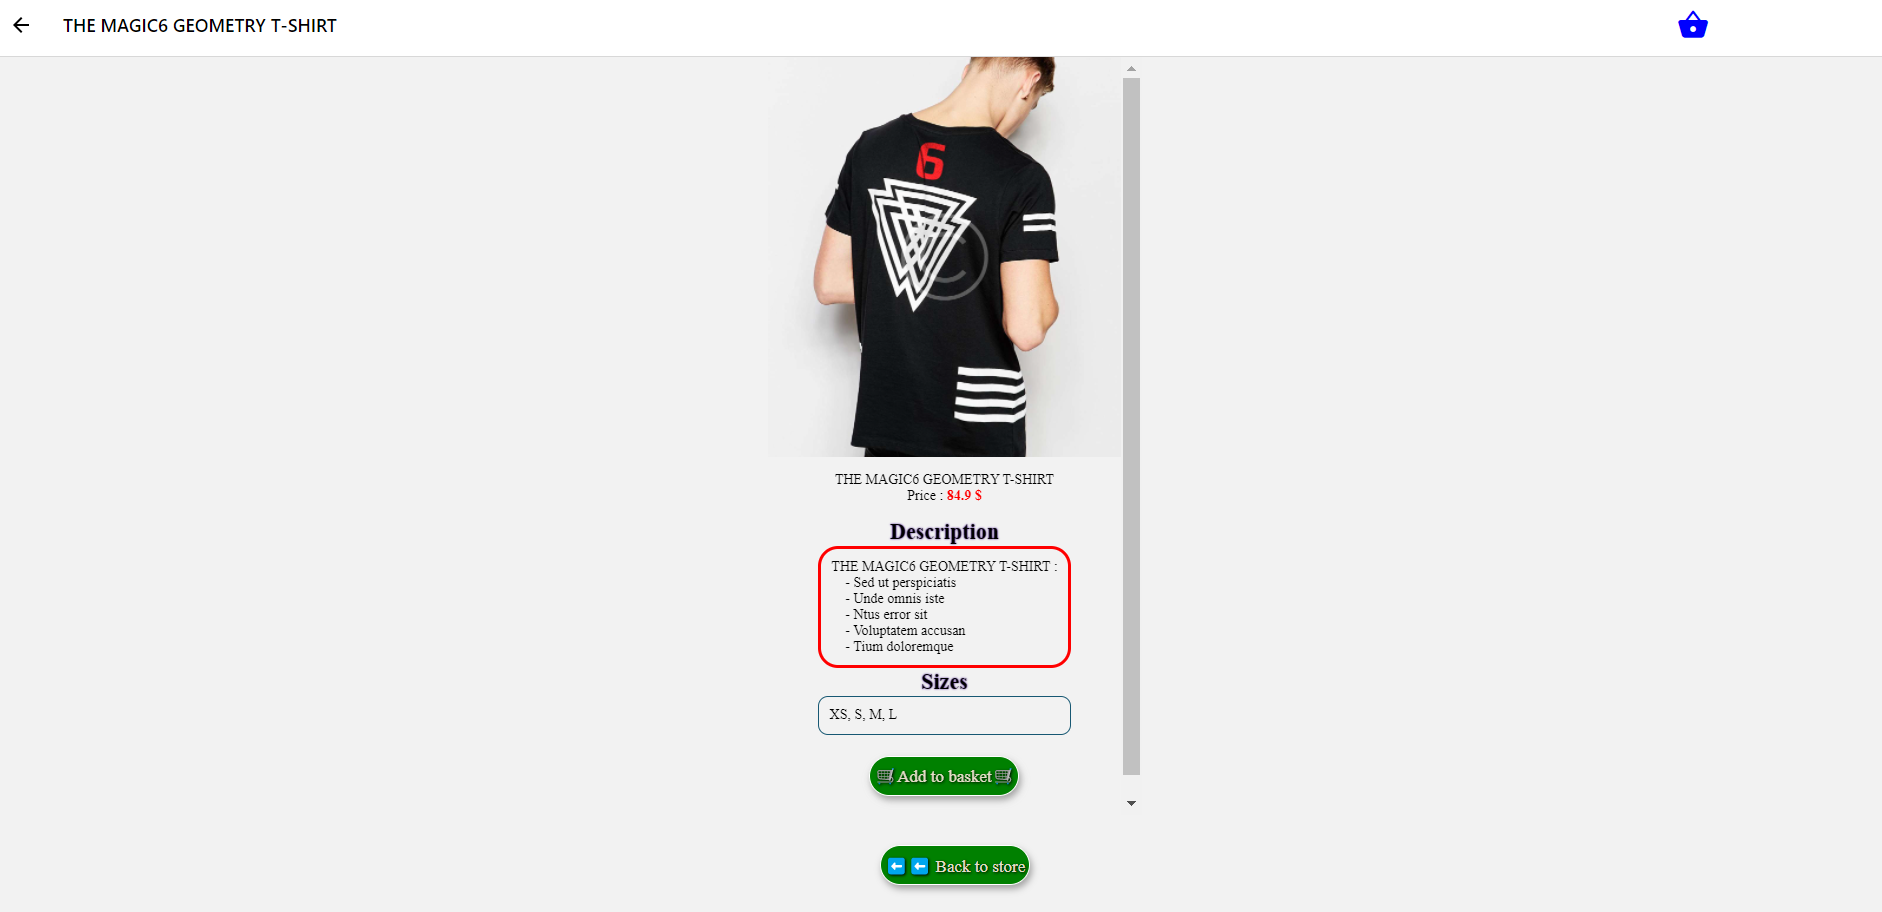 THE MAGIC6 GEOMETRY T-SHIRT
6
THE MAGIC6 GEOMETRY T-SHIRT
Price : 84.9 $
Description
THE MAGIC6 GEOMETRY T-SHIRT :
- Sed ut perspiciatis
- Unde omnis iste
- Ntus error sit
- Voluptatem accusan
- Tium doloremque
Sizes
XS, S, M, L
Add to basket
Back to store